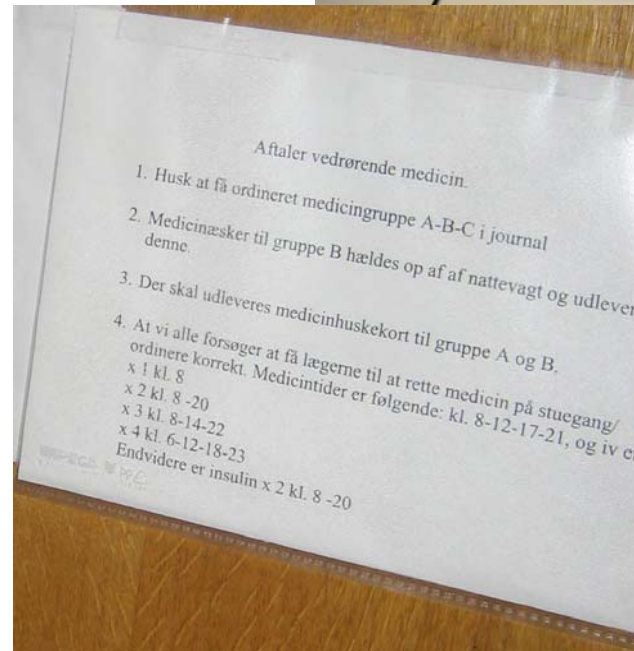 Aftaler vedrørende medicin.
1. Husk at få ordineret medicingruppe A-B-C i journal
2. Medicinæsker til gruppe B hældes op af af nattevagt og udlever
denne.
3. Der skal udleveres medicinhuskekort til gruppe A og B.
4. At vi alle forsøger at få lægerne til at rette medicin på stuegang/
ordinere korrekt. Medicintider er følgende: kl. 8-12-17-21, og iv e
x 1 kl. 8
x 2 kl. 8 -20
x 3 kl. 8-14-22
x 4 kl. 6-12-18-23
Endvidere er insulin x 2 kl. 8 -20